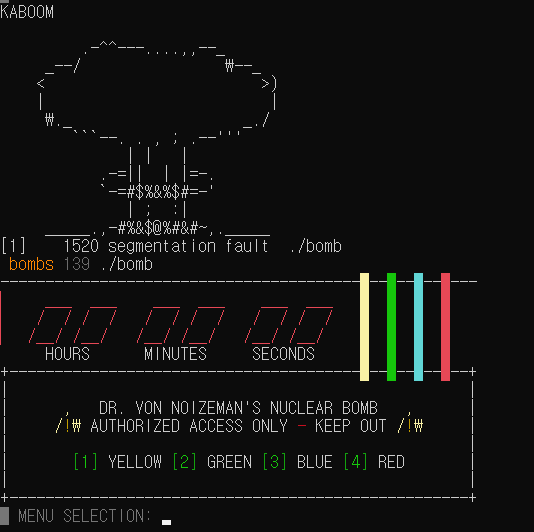 KABOOM
[1] 1520 segmentation fault ./bomb
bombs 139 ./bomb
HOURS MINUTES SECONDS
DR. VON NOIZEMAN'S NUCLEAR BOMB
/!₩ AUTHORIZED ACCESS ONLY - KEEP OUT /!₩
[1] YELLOW [2] GREEN [3] BLUE [4] RED
MENU SELECTION: